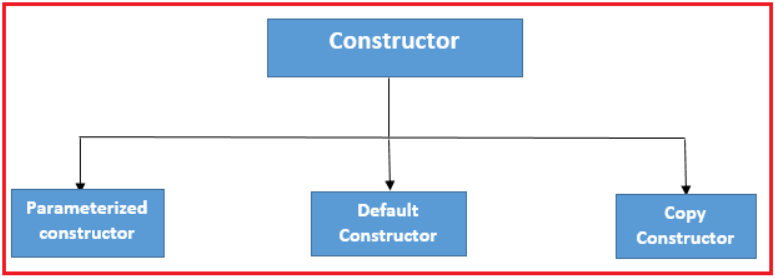 Constructor
Parameterized
constructor
Default
Constructor
Copy
Constructor